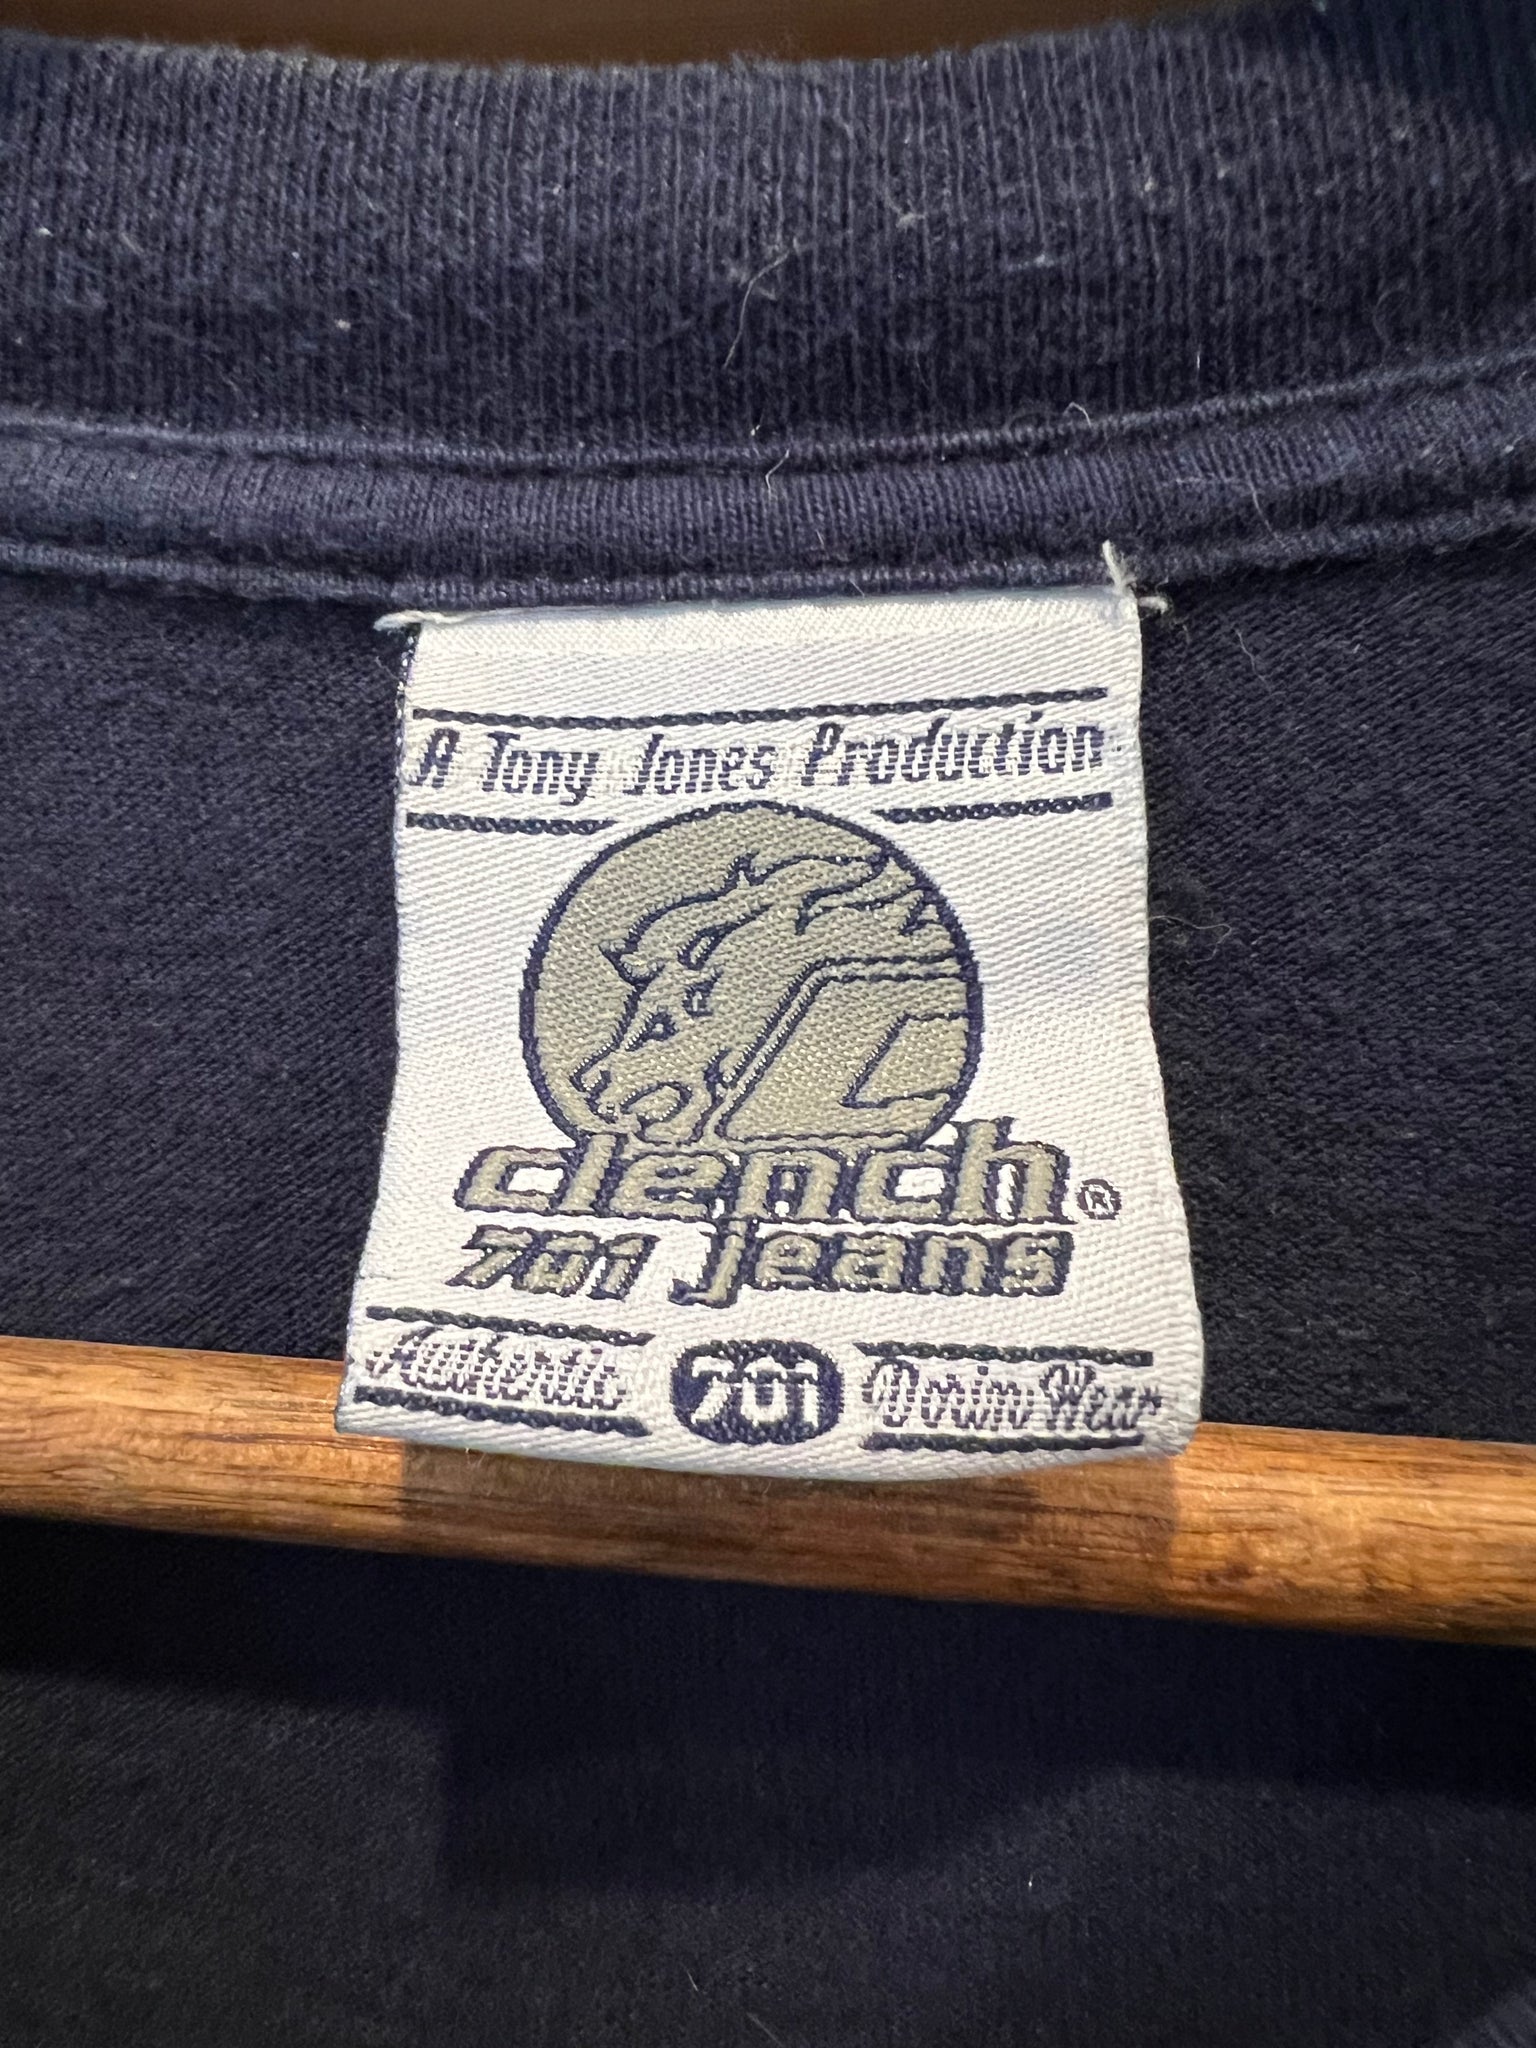 A Tony Jones Production
clench®
701 jeans
Authentic 701 Denim Wear